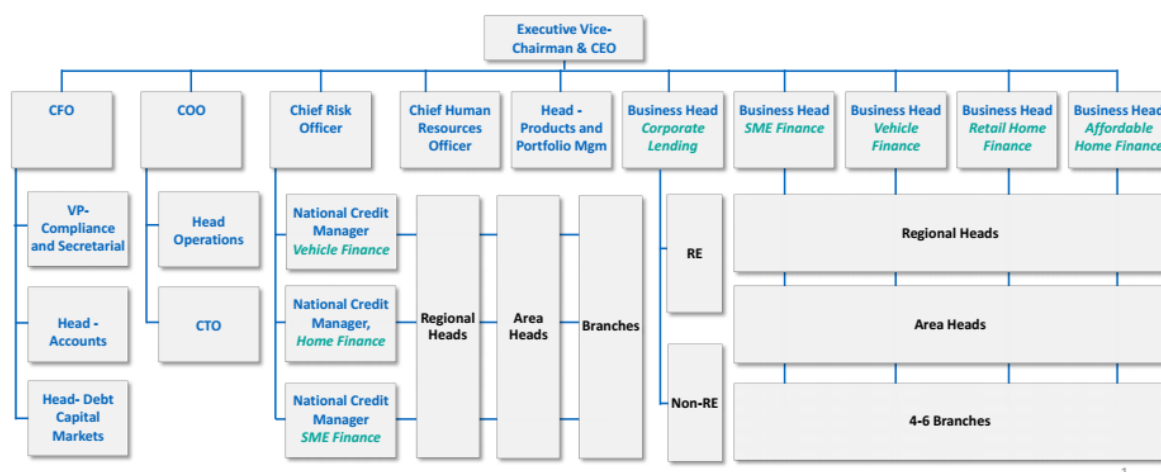 Executive Vice-
Chairman & CEO
CFO
COO
Chief Risk
Officer
Chief Human
Resources
Officer
Head -
Products and
Portfolio Mgm
Business Head
Corporate
Lending
Business Head
SME Finance
Business Head
Vehicle
Finance
Business Head
Retail Home
Finance
Business Head
Affordable
Home Finance
VP-
Compliance
and Secretarial
Head -
Accounts
Head- Debt
Capital
Markets
Head
Operations
CTO
National Credit
Manager
Vehicle Finance
National Credit
Manager,
Home Finance
National Credit
Manager
SME Finance
Regional
Heads
Area
Heads
Branches
RE
Non-RE
Regional Heads
Area Heads
4-6 Branches
1